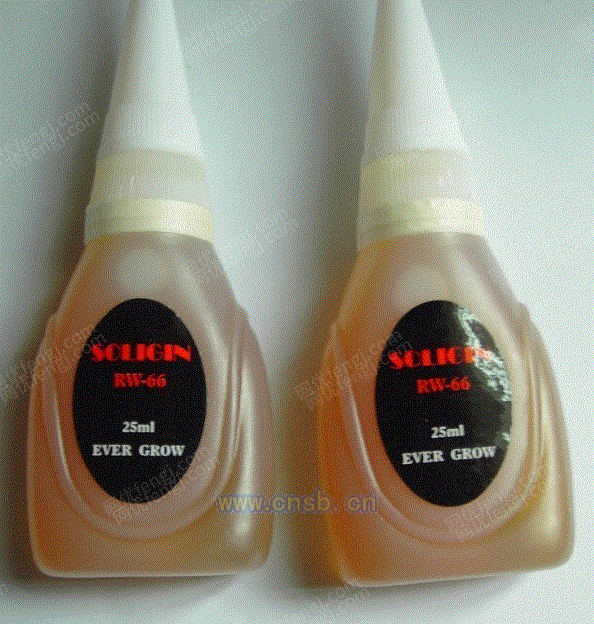 SOLIGIN
RW-66
25ml
EVER GROW
SOLIGIN
RW-66
25ml
EVER GROW
www.cnsb.cn